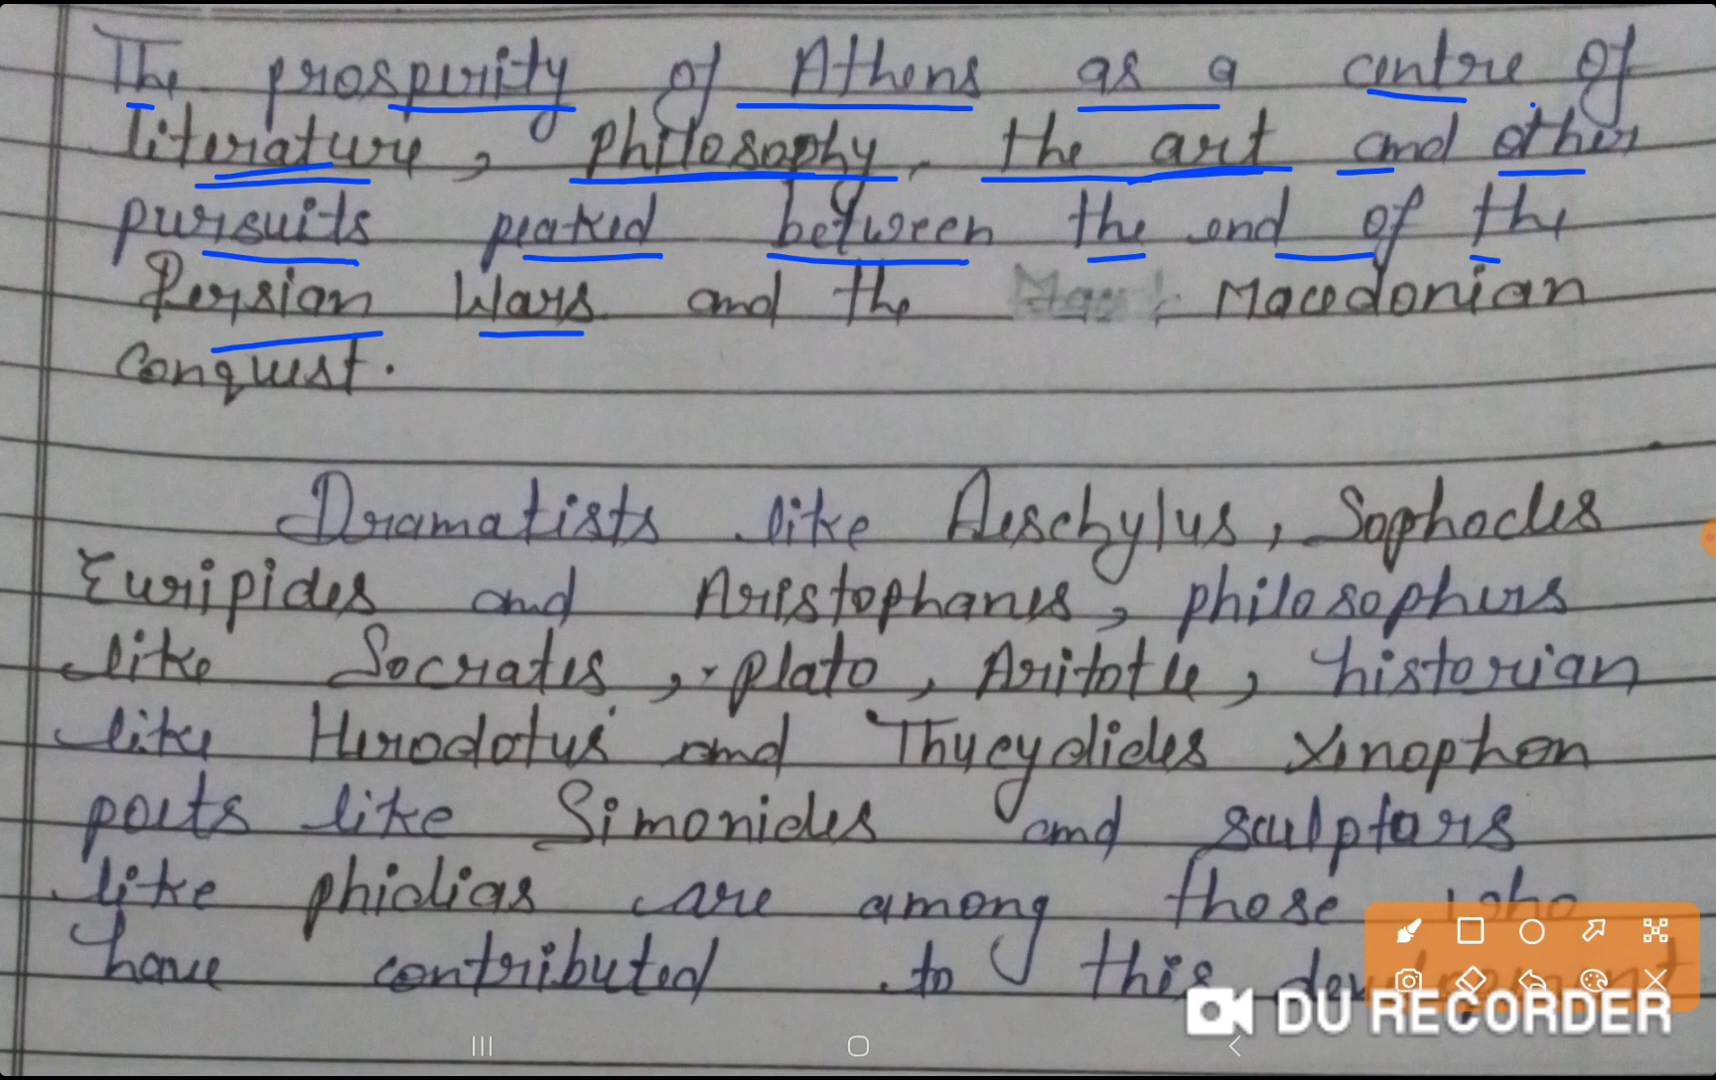 The prosperity of Athens as a centre of
literature, philosophy, the art and other
pursuits peaked between the end of the
Persian Wars and the Macedonian
conquest.
Dramatists like Aeschylus, Sophocles
Euripides and Aristophanes, philosophers
like Socrates, Plato, Aritotle, historian
like Herodotus and Thucydides Xenophon
poets like Simonides and sculptors
like phidias are among those who
have contributed to this
DU RECORDER